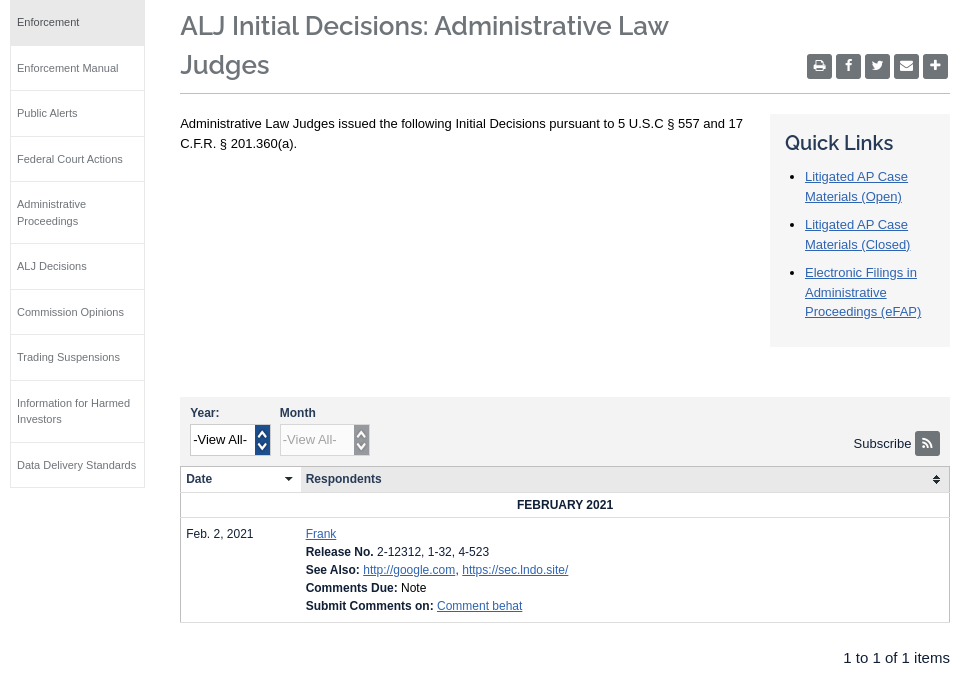 Enforcement
Enforcement Manual
Public Alerts
Federal Court Actions
Administrative
Proceedings
ALJ Decisions
Commission Opinions
Trading Suspensions
Information for Harmed
Investors
Data Delivery Standards
ALJ Initial Decisions: Administrative Law
Judges
Administrative Law Judges issued the following Initial Decisions pursuant to 5 U.S.C § 557 and 17
C.F.R. § 201.360(a).
Quick Links
Litigated AP Case
Materials (Open)
Litigated AP Case
Materials (Closed)
Electronic Filings in
Administrative
Proceedings (eFAP)
Year: Month
-View All- -View All-
Subscribe
Date Respondents
FEBRUARY 2021
Feb. 2, 2021 Frank
Release No. 2-12312, 1-32, 4-523
See Also: http://google.com, https://sec.lndo.site/
Comments Due: Note
Submit Comments on: Comment behat
1 to 1 of 1 items